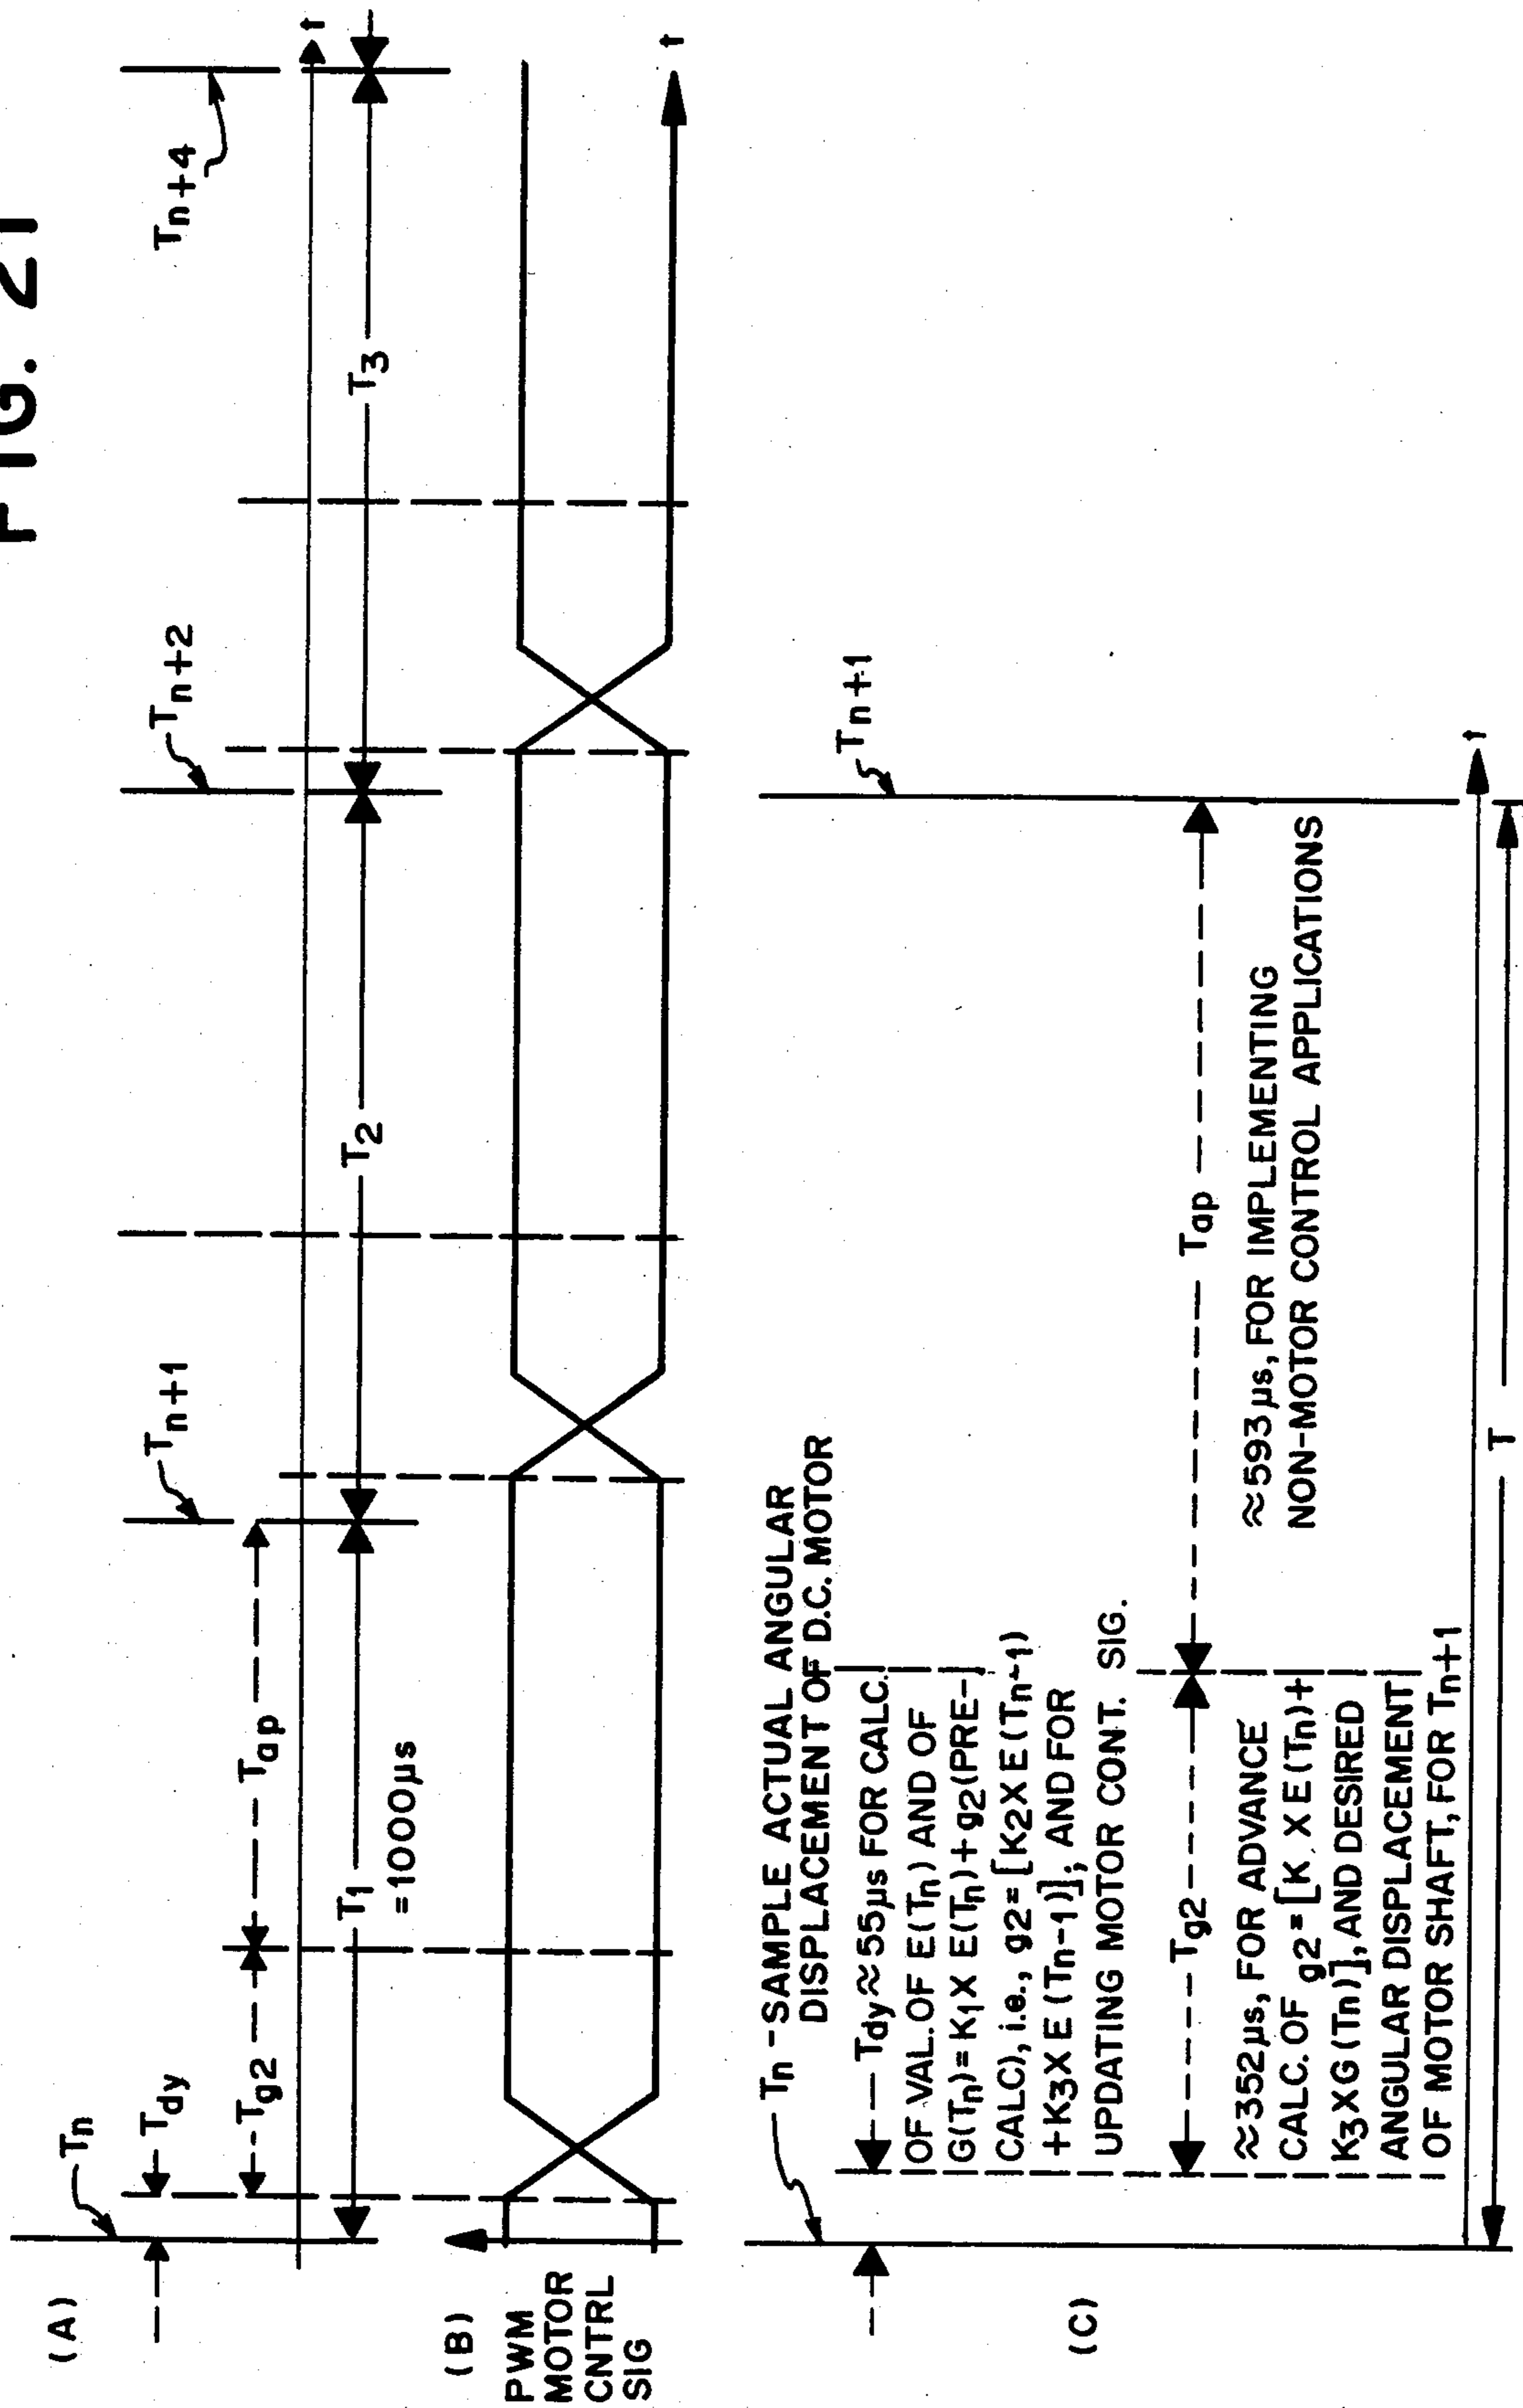 FIG. 21
(A)
Tn
Tdy
Tg2
Tap
Tn+1
Tn+2
Tn+4
t
T1
=1000µs
T2
T3
(B)
PWM
MOTOR
CNTRL
SIG
t
(C)
Tn-SAMPLE ACTUAL ANGULAR
DISPLACEMENT OF D.C. MOTOR
Tn+1
Tdy≈55µs FOR CALC.
OF VAL. OF E(Tn) AND OF
G(Tn)=K1X E(Tn)+g2(PRE-
CALC), i.e., g2=[K2X E(Tn-1)
+K3X E(Tn-1)]; AND FOR
UPDATING MOTOR CONT. SIG.
Tg2
Tap
≈352µs, FOR ADVANCE
CALC. OF g2=[K X E(Tn)+
K3XG(Tn)], AND DESIRED
ANGULAR DISPLACEMENT
OF MOTOR SHAFT, FOR Tn+1
≈593µs, FOR IMPLEMENTING
NON-MOTOR CONTROL APPLICATIONS
t
T